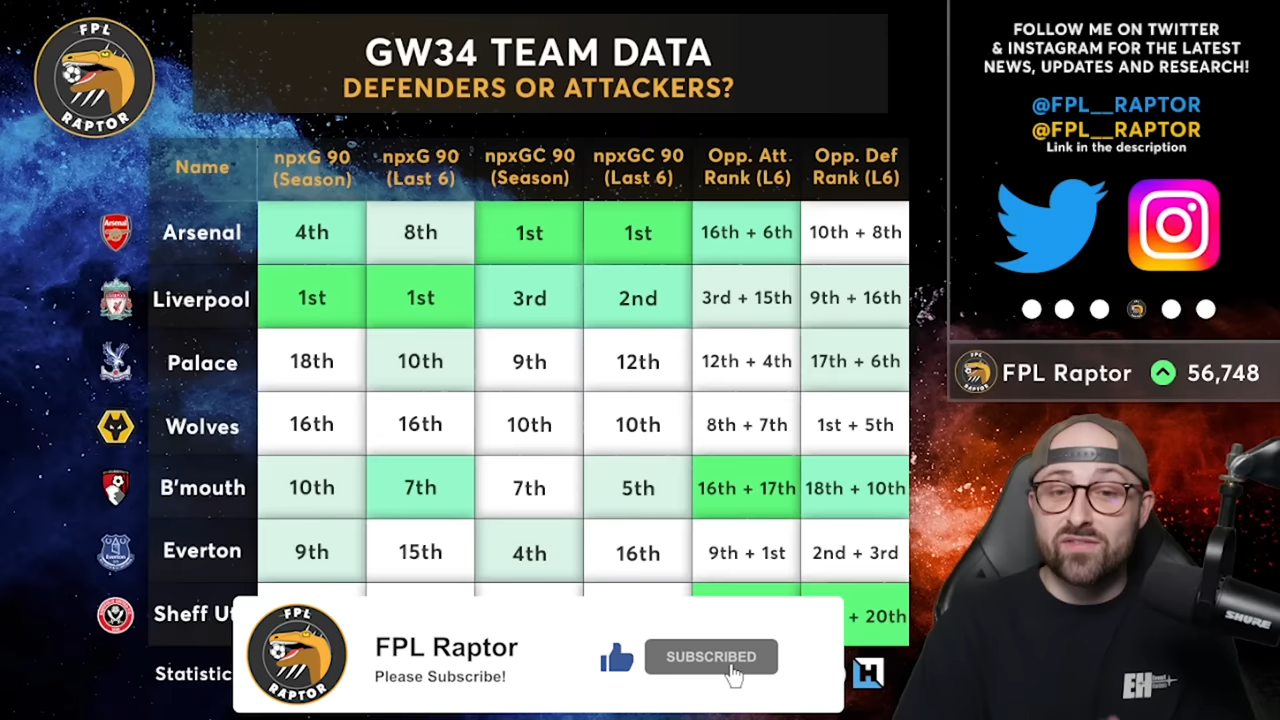 FPL
RAPTOR
GW34 TEAM DATA
DEFENDERS OR ATTACKERS?
Name
npxG 90
(Season)
npxG 90
(Last 6)
npxGC 90
(Season)
npxGC 90
(Last 6)
Opp. Att
Rank (L6)
Opp. Def
Rank (L6)
Arsenal
Arsenal 4th 8th 1st 1st 16th + 6th 10th + 8th
Liverpool 1st 1st 3rd 2nd 3rd + 15th 9th + 16th
Palace 18th 10th 9th 12th 12th + 4th 17th + 6th
Wolves 16th 16th 10th 10th 8th + 7th 1st + 5th
B'mouth 10th 7th 7th 5th 16th + 17th 18th + 10th
Everton 9th 15th 4th 16th 9th + 1st 2nd + 3rd
Sheff Ut + 20th
Statistic
FPL
RAPTOR
FPL Raptor
Please Subscribe!
SUBSCRIBED
FOLLOW ME ON TWITTER
& INSTAGRAM FOR THE LATEST
NEWS, UPDATES AND RESEARCH!
@FPL__RAPTOR
@FPL__RAPTOR
Link in the description
FPL Raptor 56,748
SHURE
EH